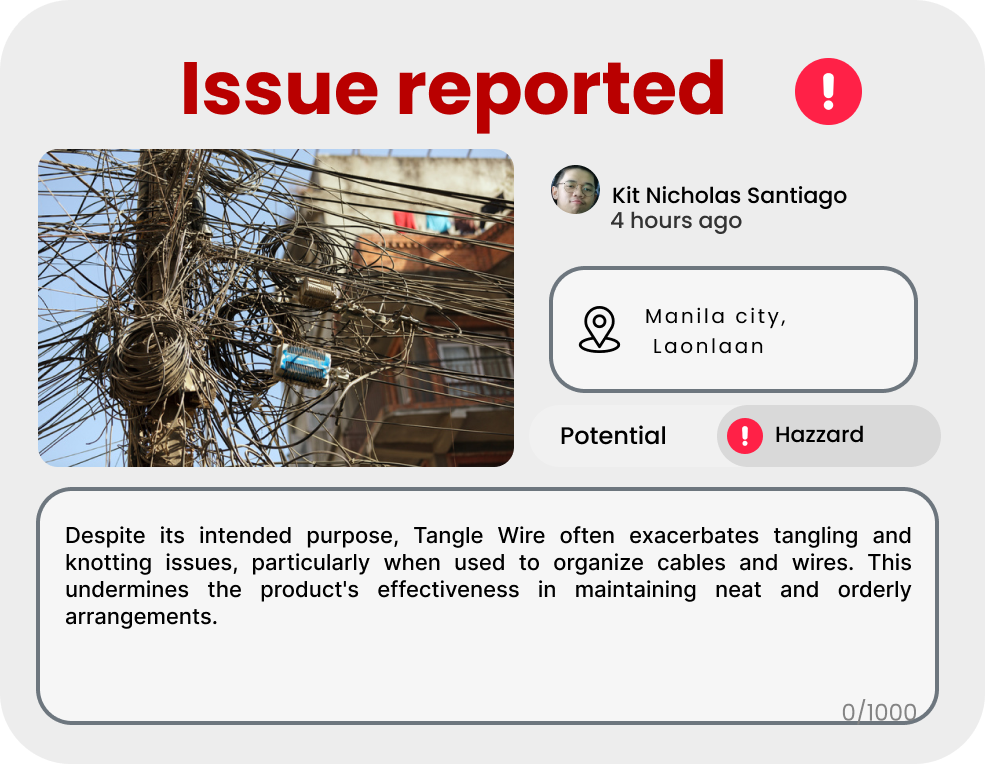 Issue reported
Kit Nicholas Santiago
4 hours ago
Manila city,
Laonlaan
Potential
Hazzard
Despite its intended purpose, Tangle Wire often exacerbates tangling and
knotting issues, particularly when used to organize cables and wires. This
undermines the product's effectiveness in maintaining neat and orderly
arrangements.
0/1000